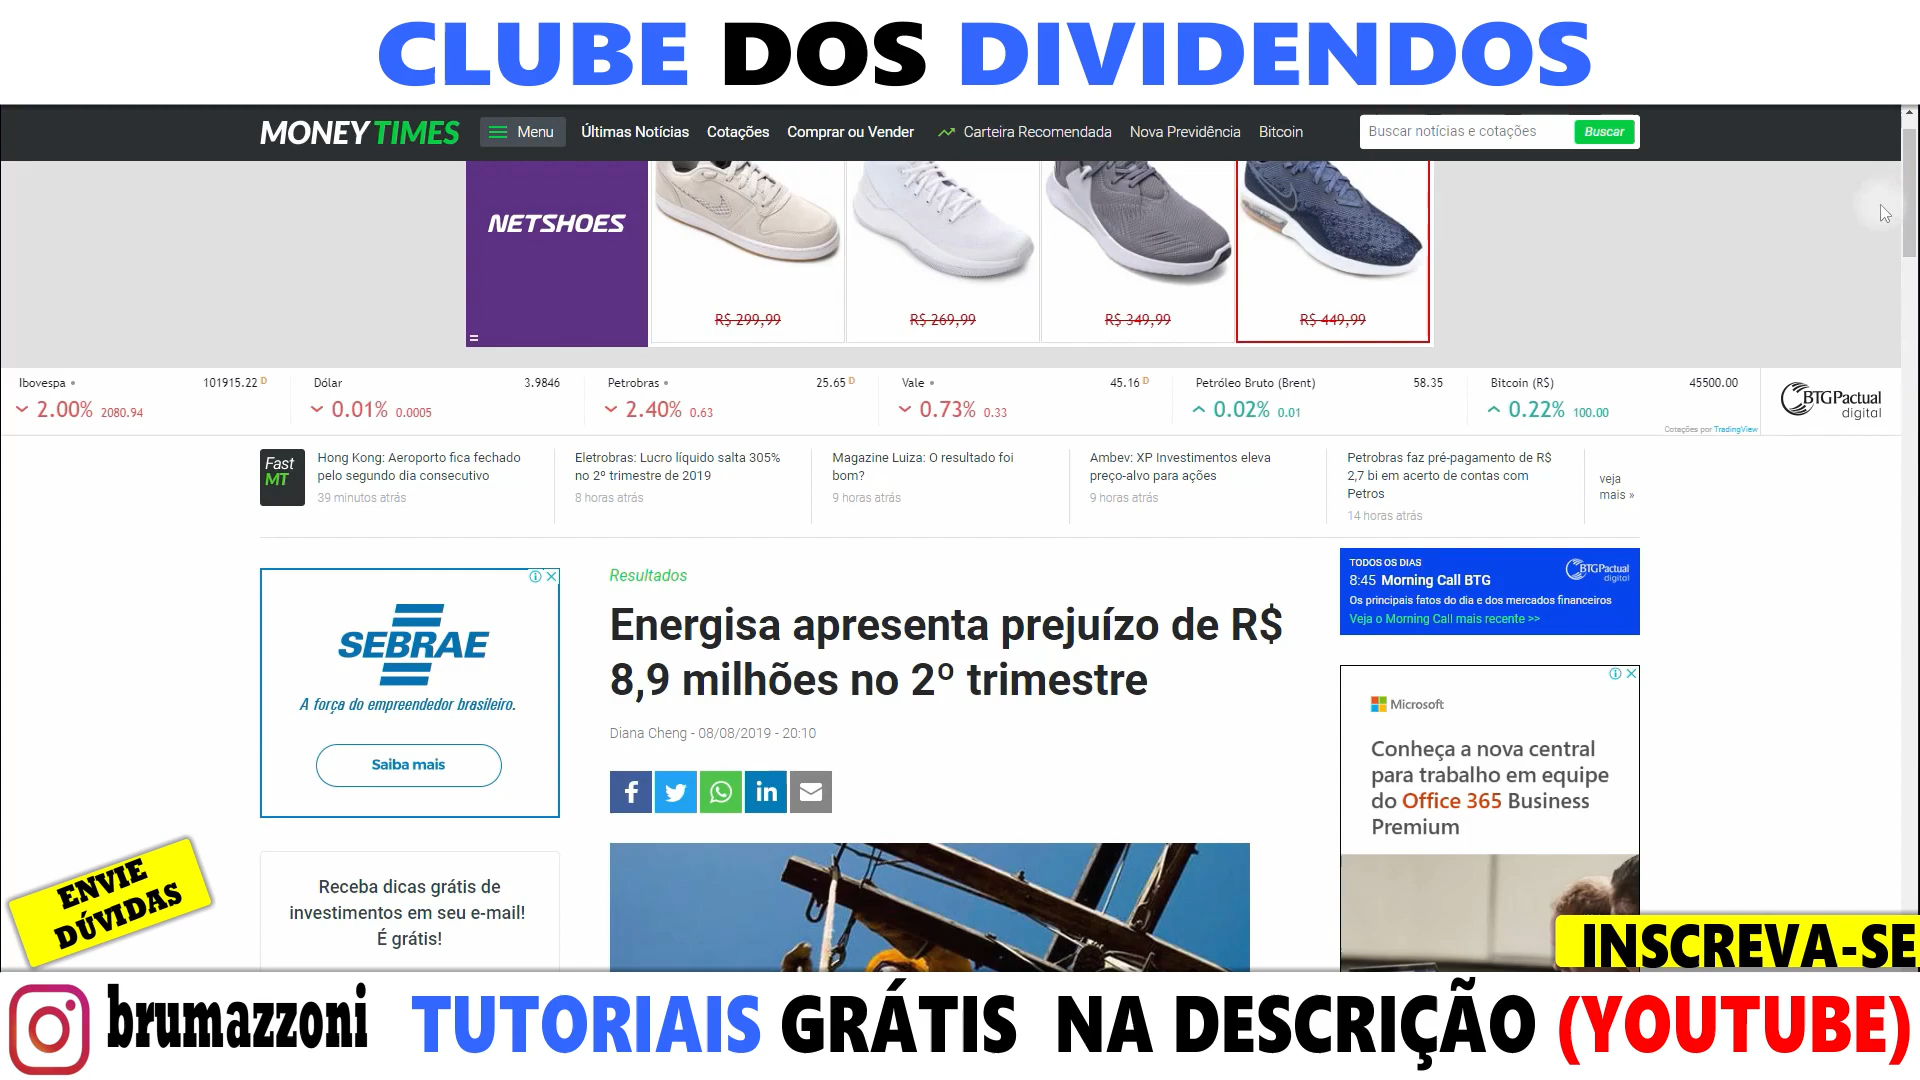 CLUBE DOS DIVIDENDOS
MONEY TIMES Menu Últimas Notícias Cotações Comprar ou Vender Carteira Recomendada Nova Previdência Bitcoin Buscar notícias e cotações Buscar
NETSHOES
R$ 299,99 R$ 269,99 R$ 349,99 R$ 449,99
Ibovespa 101915.22 D Dólar 3.9846 Petrobras 25.65 D Vale 45.16 D Petróleo Bruto (Brent) 58.35 Bitcoin (R$) 45500.00
2.00% 2080.94 0.01% 0.0005 2.40% 0.63 0.73% 0.33 0.02% 0.01 0.22% 100.00
BTGPactual
digital
Cotações por TradingView
Fast
MT
Hong Kong: Aeroporto fica fechado
pelo segundo dia consecutivo
39 minutos atrás
Eletrobras: Lucro líquido salta 305%
no 2º trimestre de 2019
8 horas atrás
Magazine Luiza: O resultado foi
bom?
9 horas atrás
Ambev: XP Investimentos eleva
preço-alvo para ações
9 horas atrás
Petrobras faz pré-pagamento de R$
2,7 bi em acerto de contas com
Petros
14 horas atrás
veja
mais »
SEBRAE
A força do empreendedor brasileiro.
Saiba mais
Resultados
Energisa apresenta prejuízo de R$
8,9 milhões no 2º trimestre
Diana Cheng - 08/08/2019 - 20:10
TODOS OS DIAS
8:45 Morning Call BTG
BTGPactual
digital
Os principais fatos do dia e dos mercados financeiros
Veja o Morning Call mais recente >>
Microsoft
Conheça a nova central
para trabalho em equipe
do Office 365 Business
Premium
Receba dicas grátis de
investimentos em seu e-mail!
É grátis!
ENVIE
DÚVIDAS
INSCREVA-SE
brumazzoni TUTORIAIS GRÁTIS NA DESCRIÇÃO (YOUTUBE)